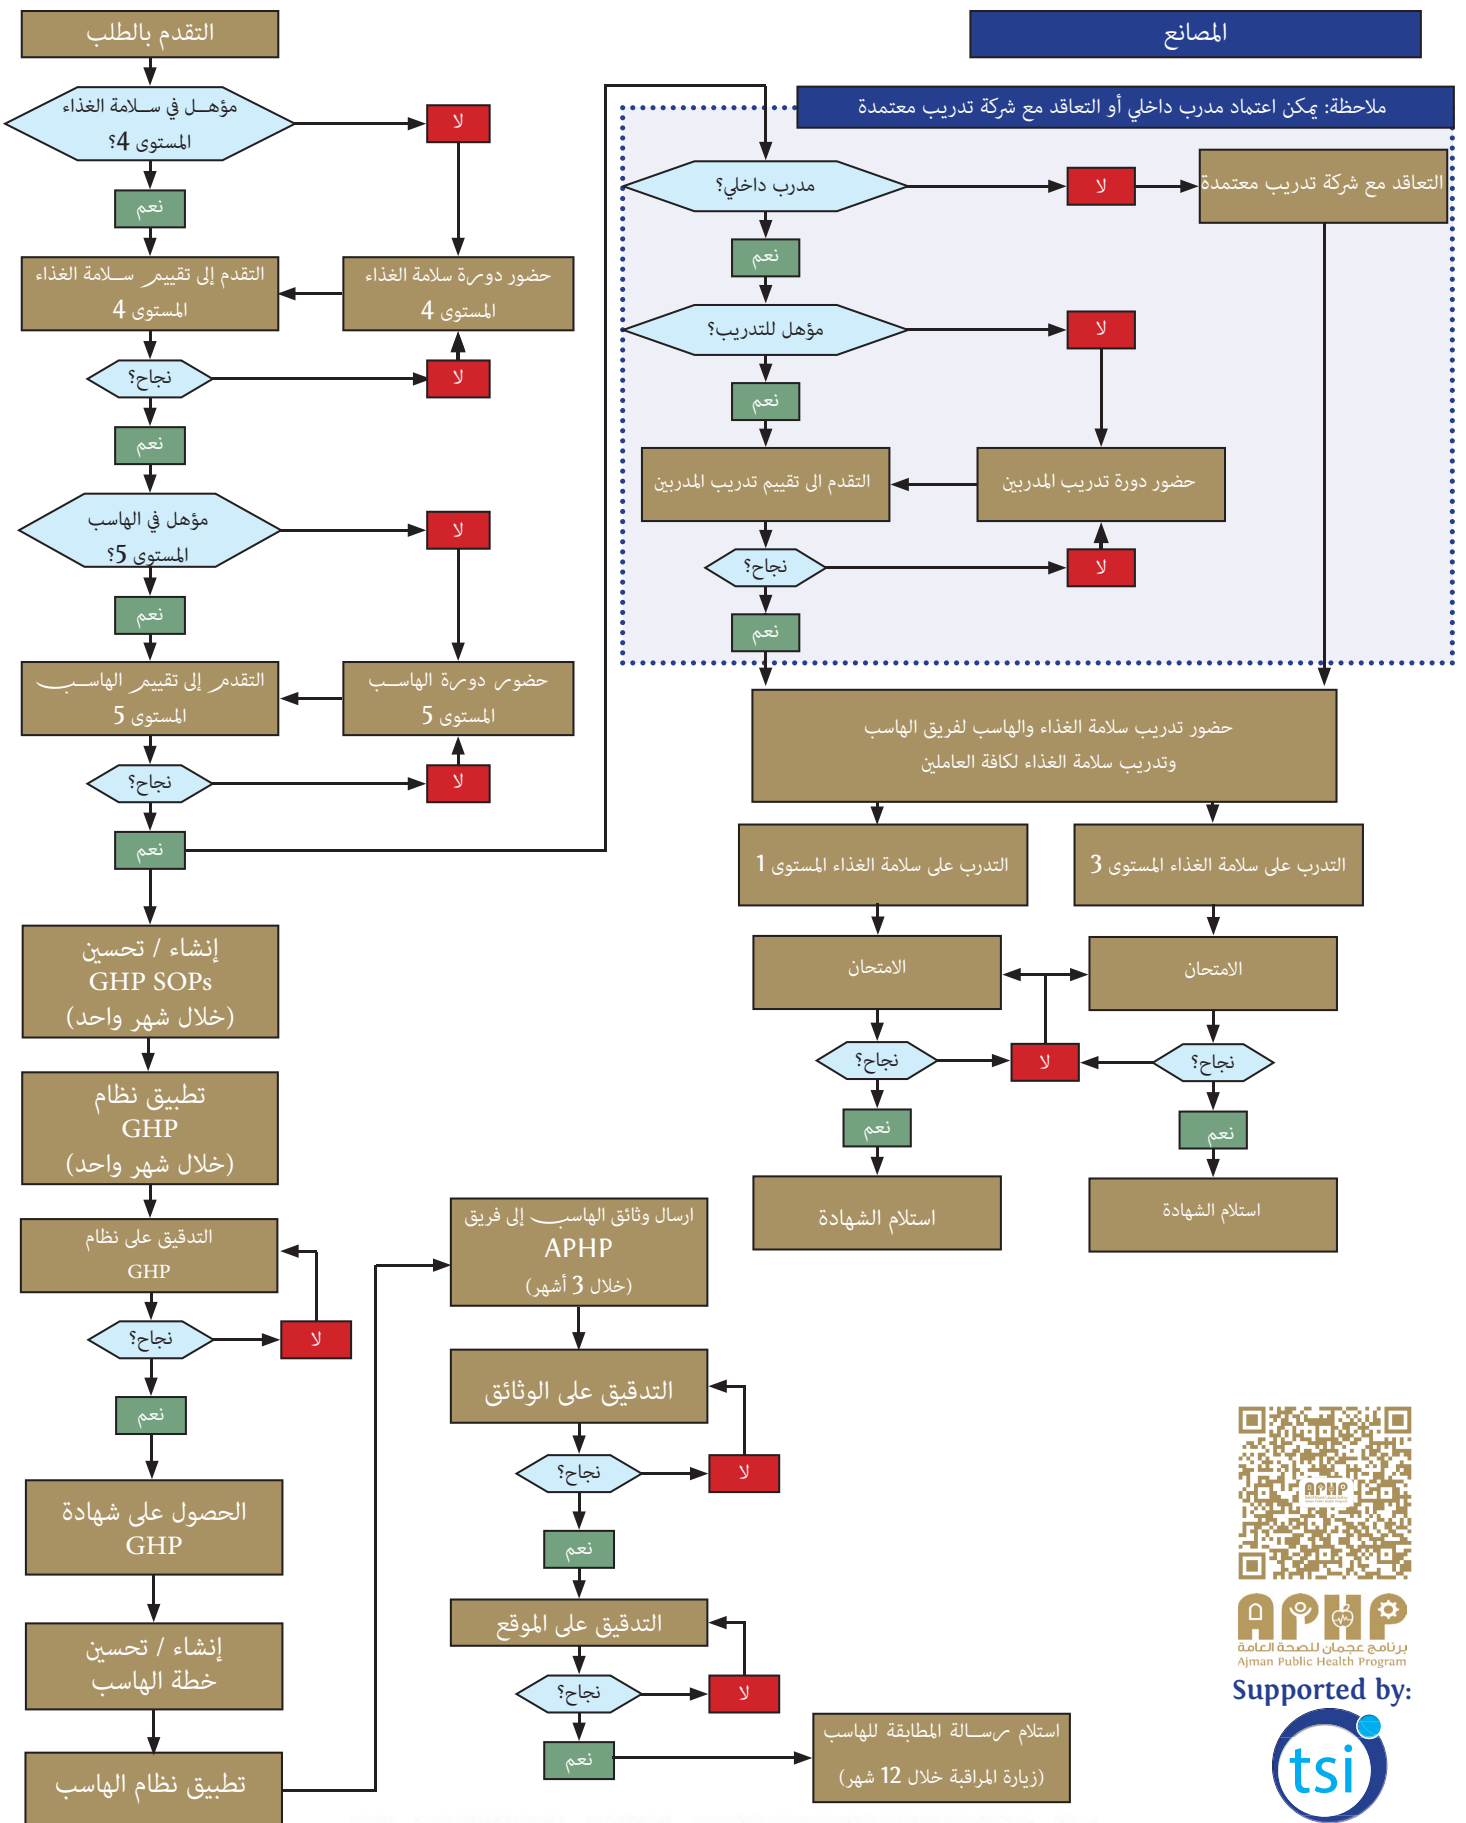 المصانع
التقدم بالطلب
مؤهل في سلامة الغذاء
المستوى 4؟
لا
نعم
التقدم إلى تقييم سلامة الغذاء
المستوى 4
حضور دورة سلامة الغذاء
المستوى 4
نجاح؟
لا
نعم
مؤهل في الهاسب
المستوى 5؟
لا
نعم
التقدم إلى تقييم الهاسب
المستوى 5
حضور دورة الهاسب
المستوى 5
نجاح؟
لا
نعم
إنشاء / تحسين
GHP SOPs
(خلال شهر واحد)
تطبيق نظام
GHP
(خلال شهر واحد)
التدقيق على نظام
GHP
نجاح؟
لا
نعم
الحصول على شهادة
GHP
إنشاء / تحسين
خطة الهاسب
تطبيق نظام الهاسب
ارسال وثائق الهاسب إلى فريق
APHP
(خلال 3 أشهر)
التدقيق على الوثائق
نجاح؟
لا
نعم
التدقيق على الموقع
نجاح؟
لا
نعم
استلام رسالة المطابقة للهاسب
(زيارة المراقبة خلال 12 شهر)
ملاحظة: يمكن اعتماد مدرب داخلي أو التعاقد مع شركة تدريب معتمدة
مدرب داخلي؟
لا
التعاقد مع شركة تدريب معتمدة
نعم
مؤهل للتدريب؟
لا
نعم
التقدم الى تقييم تدريب المدربين
حضور دورة تدريب المدربين
نجاح؟
لا
نعم
حضور تدريب سلامة الغذاء والهاسب لفريق الهاسب
وتدريب سلامة الغذاء لكافة العاملين
التدرب على سلامة الغذاء المستوى 3
التدرب على سلامة الغذاء المستوى 1
الامتحان
الامتحان
نجاح؟
لا
نجاح؟
نعم
نعم
استلام الشهادة
استلام الشهادة
APHP
برنامج عجمان للصحة العامة
Ajman Public Health Program
Supported by:
tsi